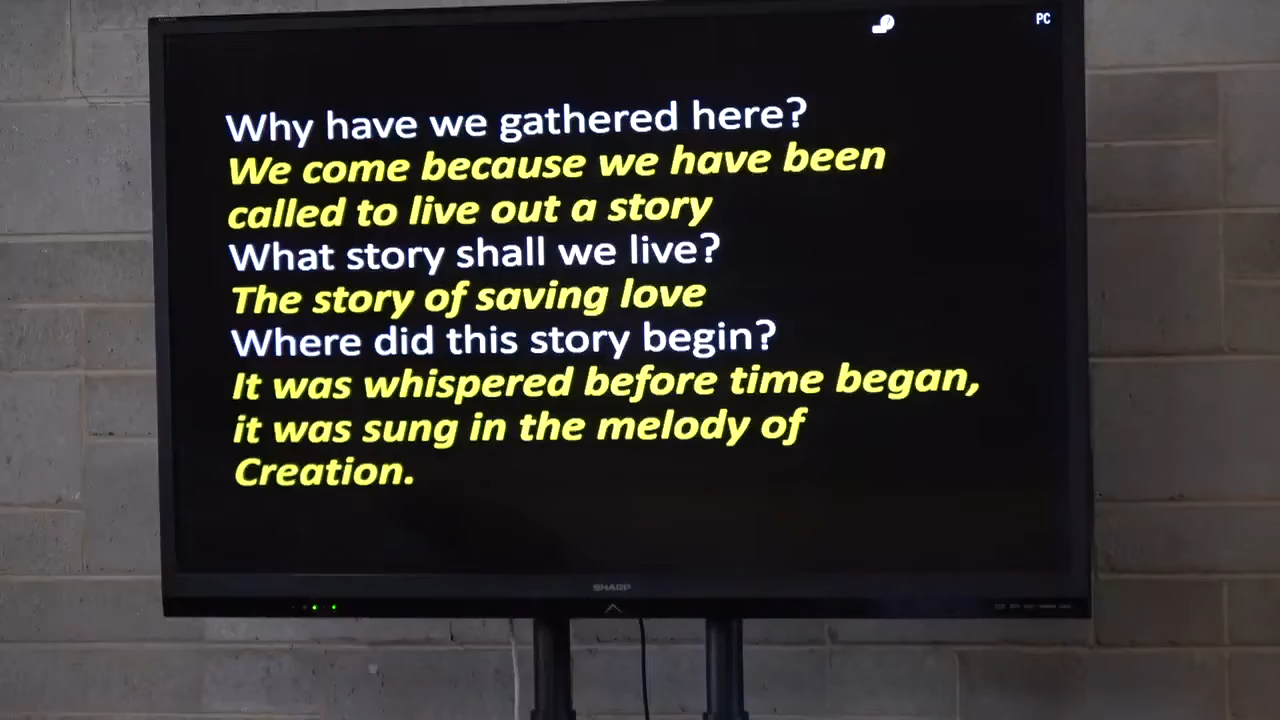 PC
Why have we gathered here?
We come because we have been
called to live out a story
What story shall we live?
The story of saving love
Where did this story begin?
It was whispered before time began,
it was sung in the melody of
Creation.
SHARP